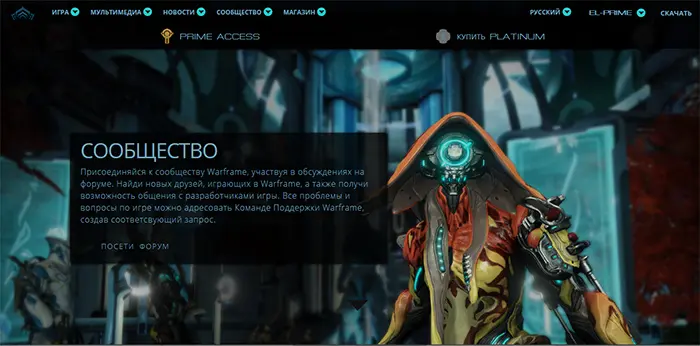 ИГРА МУЛЬТИМЕДИА НОВОСТИ СООБЩЕСТВО МАГАЗИН РУССКИЙ EL-PRIME СКАЧАТЬ
PRIME ACCESS КУПИТЬ PLATINUM
СООБЩЕСТВО
Присоединяйся к сообществу Warframe, участвуя в обсуждениях на
форуме. Найди новых друзей, играющих в Warframe, а также получи
возможность общения с разработчиками игры. Все проблемы и
вопросы по игре можно адресовать Команде Поддержки Warframe,
создав соответсвующий запрос.
ПОСЕТИ ФОРУМ